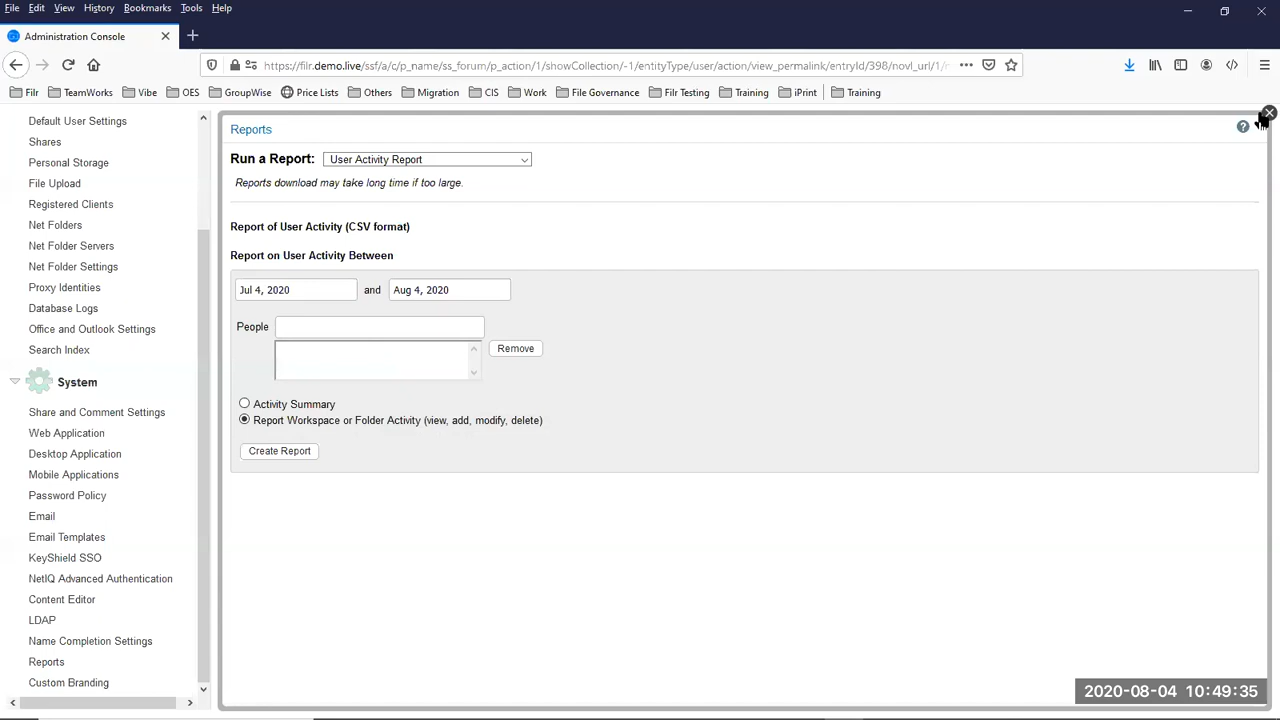 File Edit View History Bookmarks Tools Help
Administration Console
https://filr.demo.live/ssf/a/c/p_name/ss_forum/p_action/1/showCollection/-1/entityType/user/action/view_permalink/entryId/398/novl_url/1/n
Filr TeamWorks Vibe OES GroupWise Price Lists Others Migration CIS Work File Governance Filr Testing Training iPrint Training
Default User Settings
Shares
Personal Storage
File Upload
Registered Clients
Net Folders
Net Folder Servers
Net Folder Settings
Proxy Identities
Database Logs
Office and Outlook Settings
Search Index
System
Share and Comment Settings
Web Application
Desktop Application
Mobile Applications
Password Policy
Email
Email Templates
KeyShield SSO
NetIQ Advanced Authentication
Content Editor
LDAP
Name Completion Settings
Reports
Custom Branding
Reports
Run a Report: User Activity Report
Reports download may take long time if too large.
Report of User Activity (CSV format)
Report on User Activity Between
Jul 4, 2020 and Aug 4, 2020
People
Remove
Activity Summary
Report Workspace or Folder Activity (view, add, modify, delete)
Create Report
2020-08-04 10:49:35